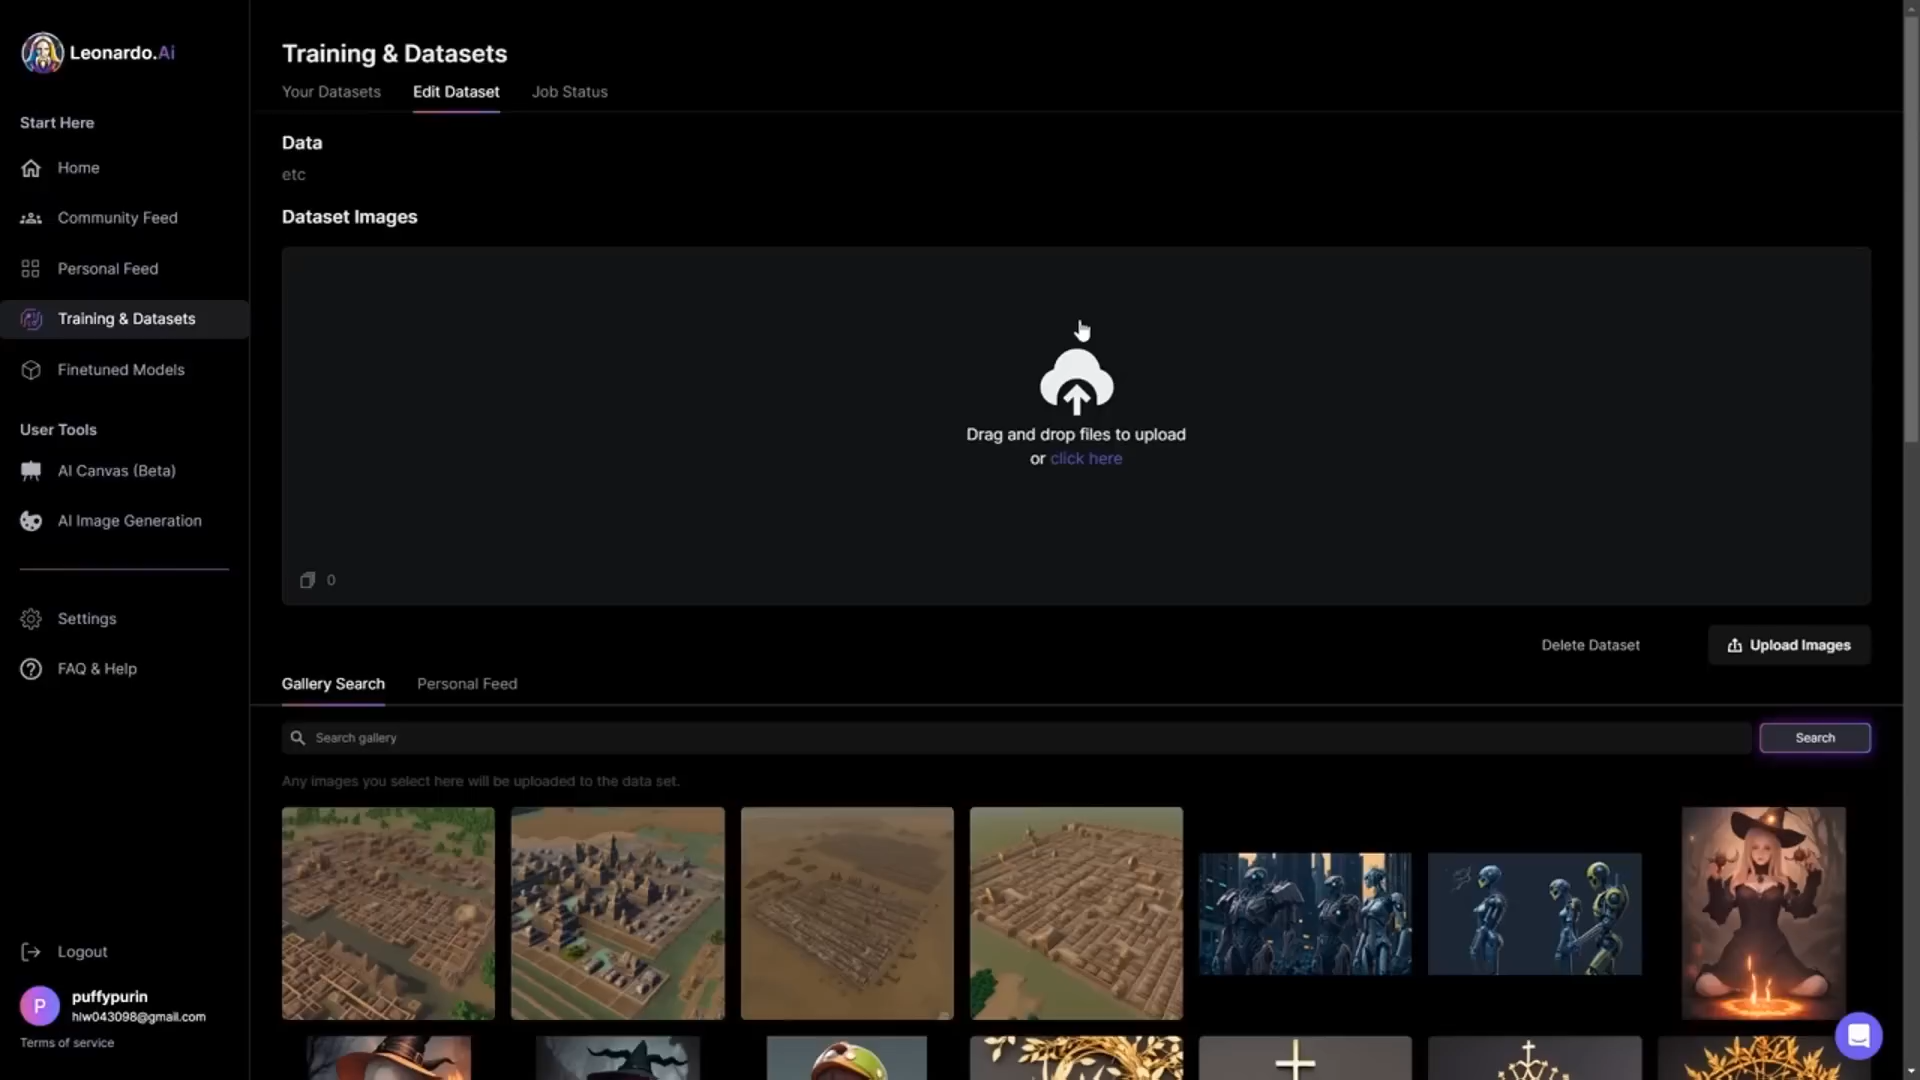 Leonardo.Ai
Start Here
Home
Community Feed
Personal Feed
Training & Datasets
Finetuned Models
User Tools
AI Canvas (Beta)
AI Image Generation
Settings
FAQ & Help
Logout
P
puffypurin
hlw043098@gmail.com
Terms of service
Training & Datasets
Your Datasets Edit Dataset Job Status
Data
etc
Dataset Images
Drag and drop files to upload
or click here
0
Delete Dataset Upload Images
Gallery Search Personal Feed
Search gallery Search
Any images you select here will be uploaded to the data set.